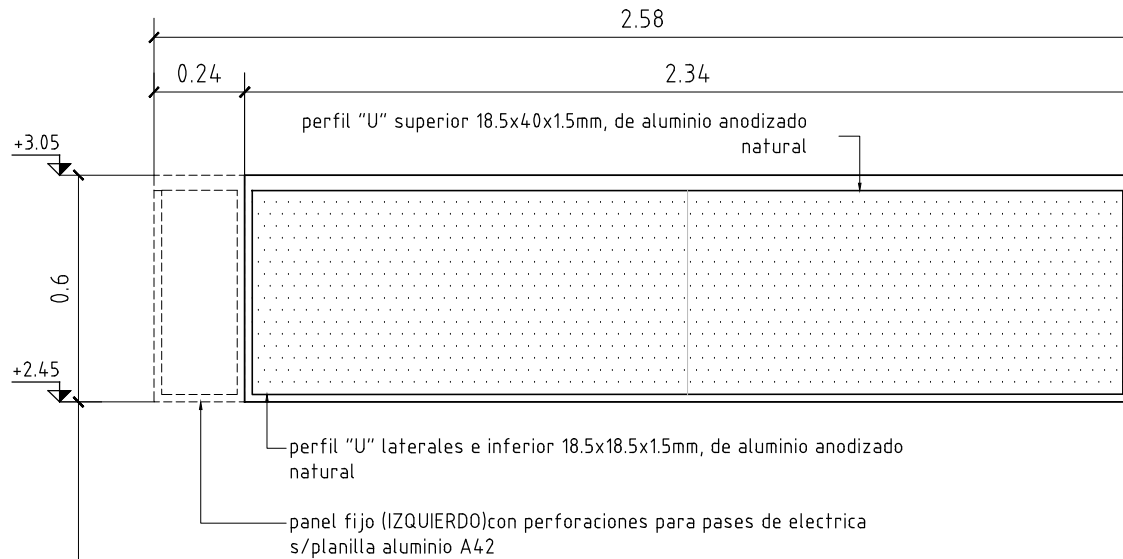 2.58
0.24
2.34
perfil "U" superior 18.5x40x1.5mm, de aluminio anodizado
natural
+3.05
0.6
+2.45
perfil "U" laterales e inferior 18.5x18.5x1.5mm, de aluminio anodizado
natural
panel fijo (IZQUIERDO)con perforaciones para pases de electrica
s/planilla aluminio A42